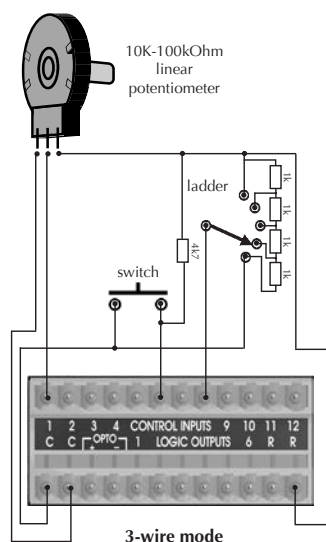 10K-100kOhm
linear
potentiometer
ladder
1k
1k
1k
1k
4k7
switch
1 2 3 4 CONTROL INPUTS 9 10 11 12
C C OPTO 1 LOGIC OUTPUTS 6 R R
+ −
3-wire mode